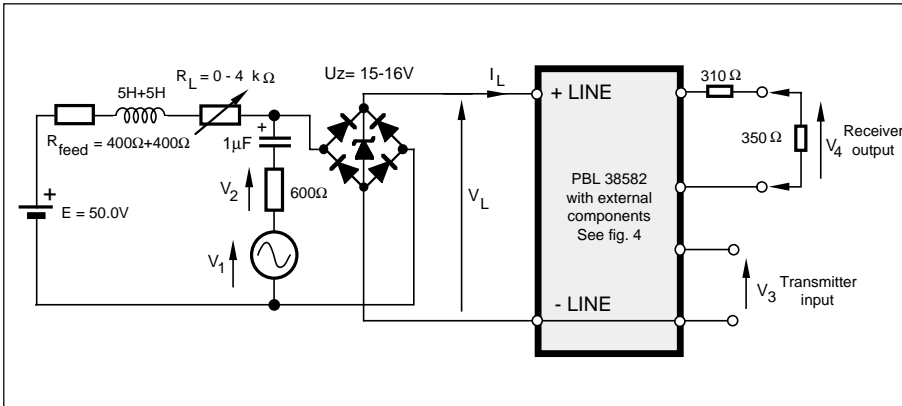 R_L = 0 - 4 kΩ
5H+5H
Uz= 15-16V
I_L
310 Ω
+ LINE
R_feed = 400Ω+400Ω
1µF
350 Ω
V_4
Receiver
output
+
+
V_2
600Ω
V_L
PBL 38582
with external
components
See fig. 4
E = 50.0V
V_1
V_3
Transmitter
input
- LINE